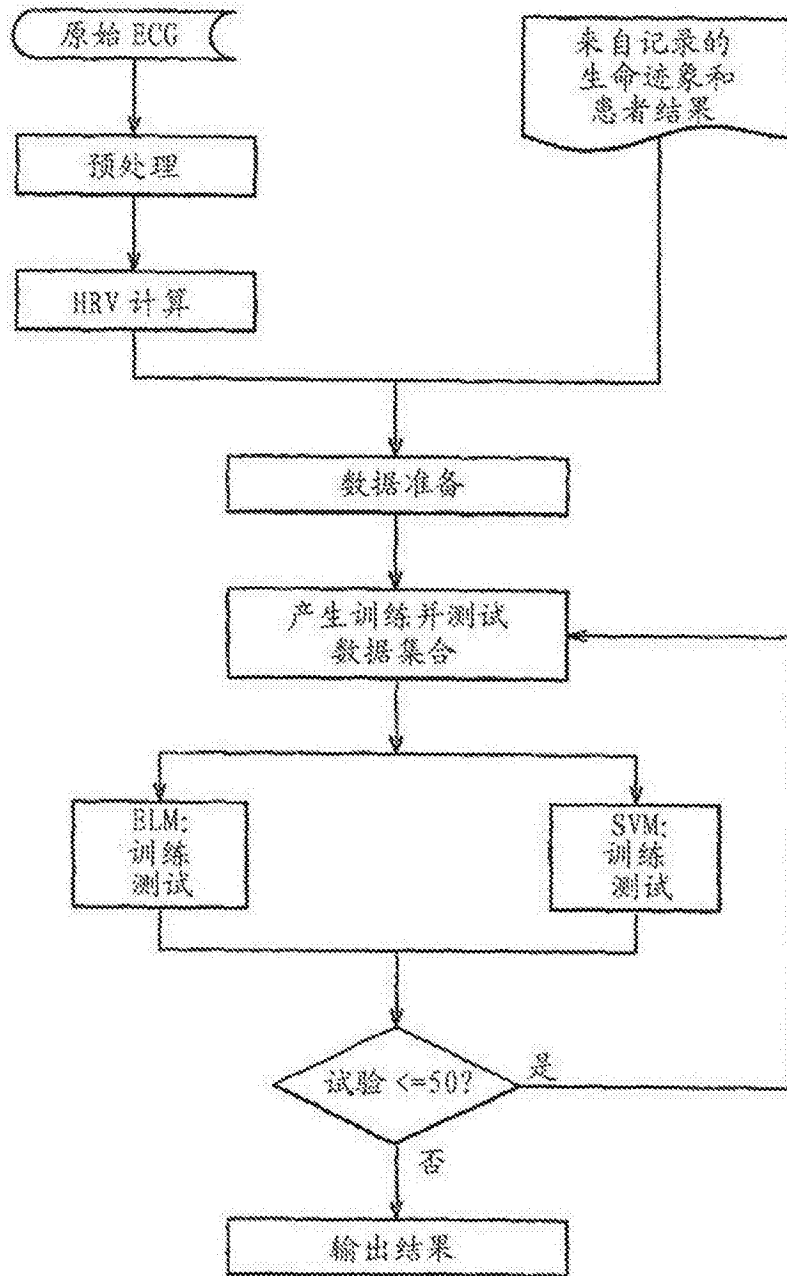 原始 ECG
来自记录的
生命迹象和
患者结果
预处理
HRV 计算
数据准备
产生训练并测试
数据集合
ELM:
训练
测试
SVM:
训练
测试
试验 <=50?
是
否
输出结果